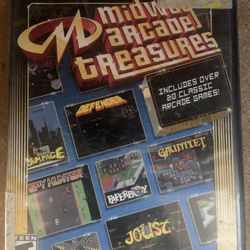 midway
arcade
treasures
INCLUDES OVER
20 CLASSIC
ARCADE GAMES!
DEFENDER
RAMPAGE
GAUNTLET
SPY HUNTER
PAPERBOY
JOUST
TEEN